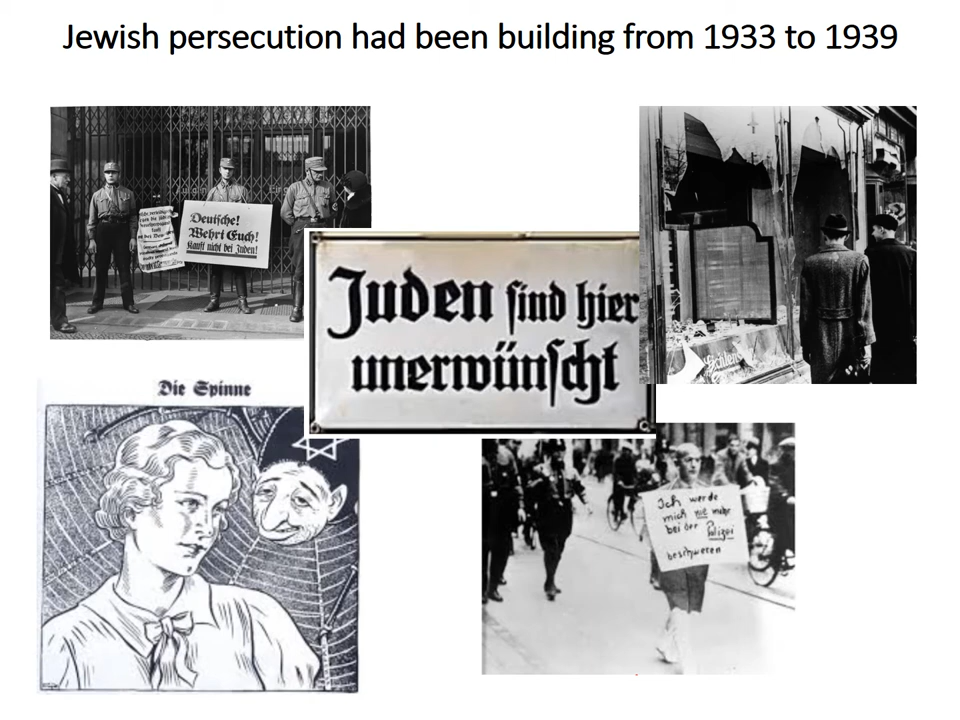 Jewish persecution had been building from 1933 to 1939
Deutsche!
Wehrt Euch!
Kauft nicht bei Juden!
Juden sind hier
unerwünscht
Die Spinne
Ich werde
mich nie mehr
bei der Polizei
beschweren